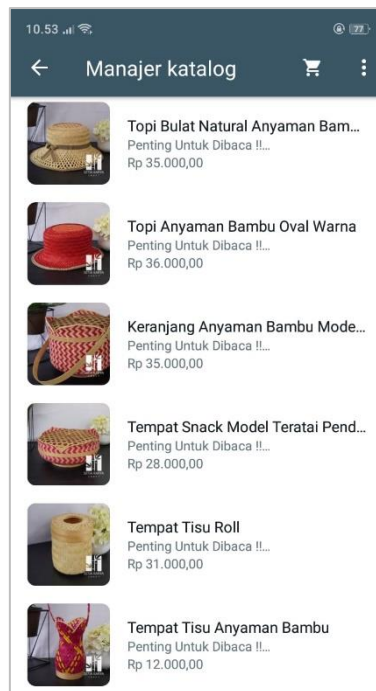 10.53
77
Manajer katalog
Topi Bulat Natural Anyaman Bam...
Penting Untuk Dibaca !!...
Rp 35.000,00
Topi Anyaman Bambu Oval Warna
Penting Untuk Dibaca !!...
Rp 36.000,00
Keranjang Anyaman Bambu Mode...
Penting Untuk Dibaca !!...
Rp 35.000,00
Tempat Snack Model Teratai Pend...
Penting Untuk Dibaca !!...
Rp 28.000,00
Tempat Tisu Roll
Penting Untuk Dibaca !!...
Rp 31.000,00
Tempat Tisu Anyaman Bambu
Penting Untuk Dibaca !!...
Rp 12.000,00